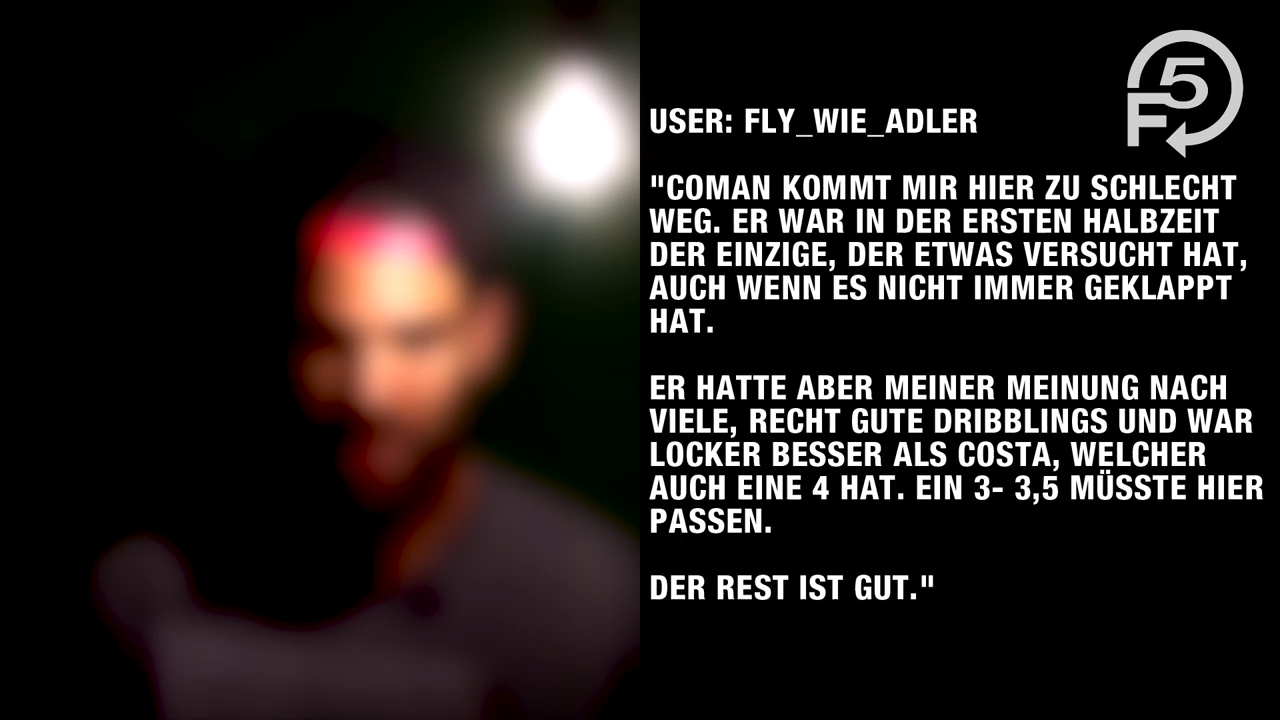 F5
USER: FLY_WIE_ADLER
"COMAN KOMMT MIR HIER ZU SCHLECHT
WEG. ER WAR IN DER ERSTEN HALBZEIT
DER EINZIGE, DER ETWAS VERSUCHT HAT,
AUCH WENN ES NICHT IMMER GEKLAPPT
HAT.
ER HATTE ABER MEINER MEINUNG NACH
VIELE, RECHT GUTE DRIBBLINGS UND WAR
LOCKER BESSER ALS COSTA, WELCHER
AUCH EINE 4 HAT. EIN 3- 3,5 MÜSSTE HIER
PASSEN.
DER REST IST GUT."